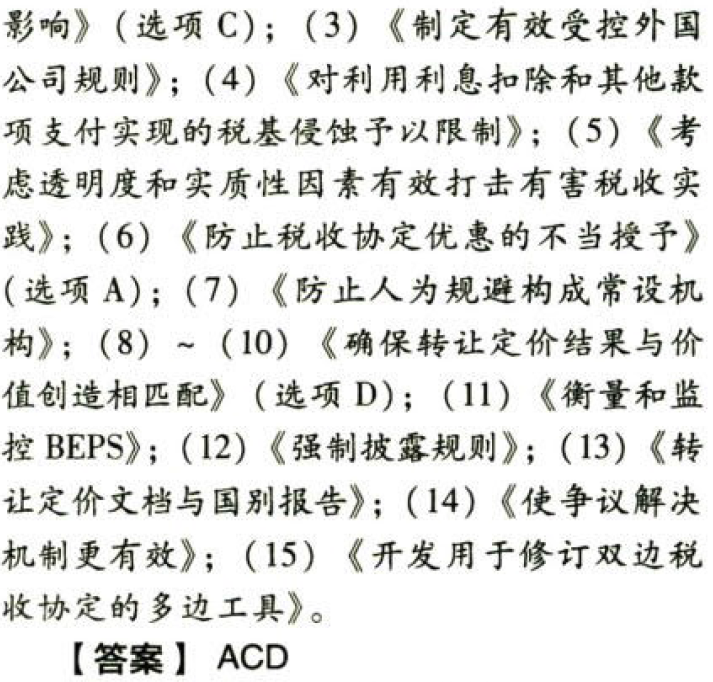 影响》(选项 C);(3)《制定有效受控外国
公司规则》;(4)《对利用利息扣除和其他款
项支付实现的税基侵蚀予以限制》;(5)《考
虑透明度和实质性因素有效打击有害税收实
践》;(6)《防止税收协定优惠的不当授予》
(选项 A);(7)《防止人为规避构成常设机
构》;(8) ~ (10)《确保转让定价结果与价
值创造相匹配》(选项 D);(11)《衡量和监
控 BEPS》;(12)《强制披露规则》;(13)《转
让定价文档与国别报告》;(14)《使争议解决
机制更有效》;(15)《开发用于修订双边税
收协定的多边工具》。
【答案】 ACD